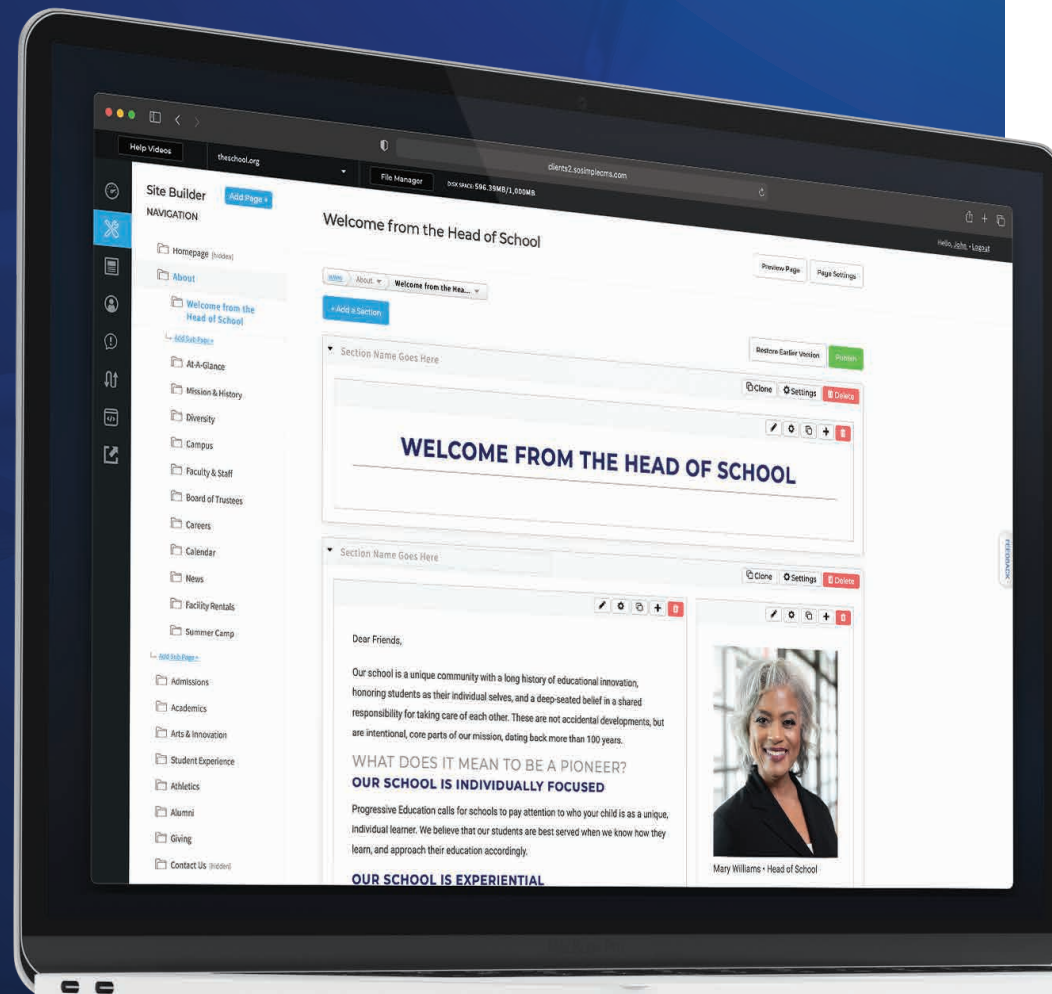 clients2.sosimplecms.com
Help Videos
theschool.org
File Manager
DISK SPACE: 596.39MB/1,000MB
Hello, John. • Logout
Site Builder
Add Page +
NAVIGATION
Homepage (hidden)
About
Welcome from the
Head of School
Add Sub-Page +
At-A-Glance
Mission & History
Diversity
Campus
Faculty & Staff
Board of Trustees
Careers
Calendar
News
Facility Rentals
Summer Camp
Add Sub-Page +
Admissions
Academics
Arts & Innovation
Student Experience
Athletics
Alumni
Giving
Contact Us (hidden)
Welcome from the Head of School
Preview Page
Page Settings
About
Welcome from the Hea...
+ Add a Section
Restore Earlier Version
Publish
Section Name Goes Here
Clone
Settings
Delete
WELCOME FROM THE HEAD OF SCHOOL
Section Name Goes Here
Clone
Settings
Delete
Dear Friends,
Our school is a unique community with a long history of educational innovation,
honoring students as their individual selves, and a deep-seated belief in a shared
responsibility for taking care of each other. These are not accidental developments, but
are intentional, core parts of our mission, dating back more than 100 years.
WHAT DOES IT MEAN TO BE A PIONEER?
OUR SCHOOL IS INDIVIDUALLY FOCUSED
Progressive Education calls for schools to pay attention to who your child is as a unique,
individual learner. We believe that our students are best served when we know how they
learn, and approach their education accordingly.
OUR SCHOOL IS EXPERIENTIAL
Mary Williams • Head of School
FEEDBACK